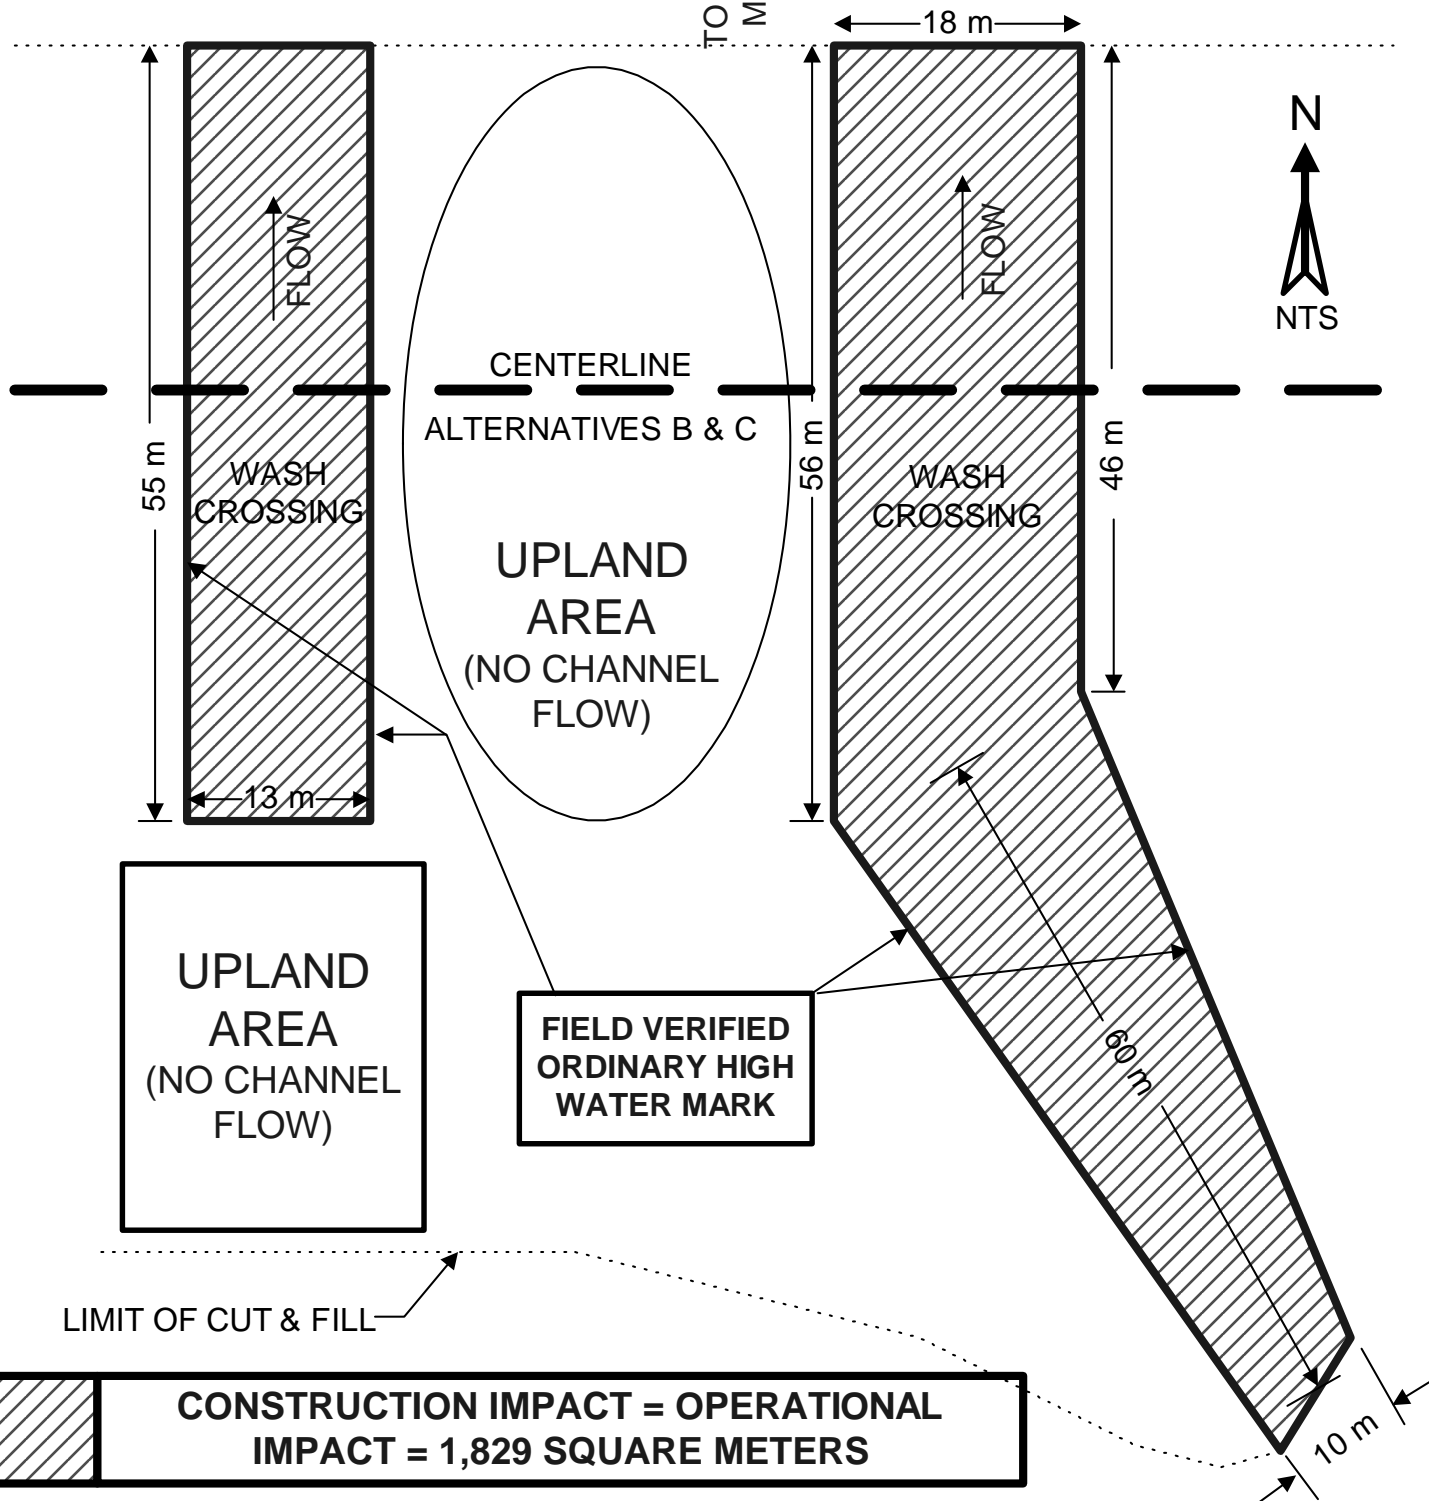 TO
M
18 m
N
NTS
FLOW
FLOW
CENTERLINE
ALTERNATIVES B & C
55 m
WASH
CROSSING
56 m
WASH
CROSSING
46 m
UPLAND
AREA
(NO CHANNEL
FLOW)
13 m
UPLAND
AREA
(NO CHANNEL
FLOW)
FIELD VERIFIED
ORDINARY HIGH
WATER MARK
60 m
LIMIT OF CUT & FILL
CONSTRUCTION IMPACT = OPERATIONAL
IMPACT = 1,829 SQUARE METERS
10 m